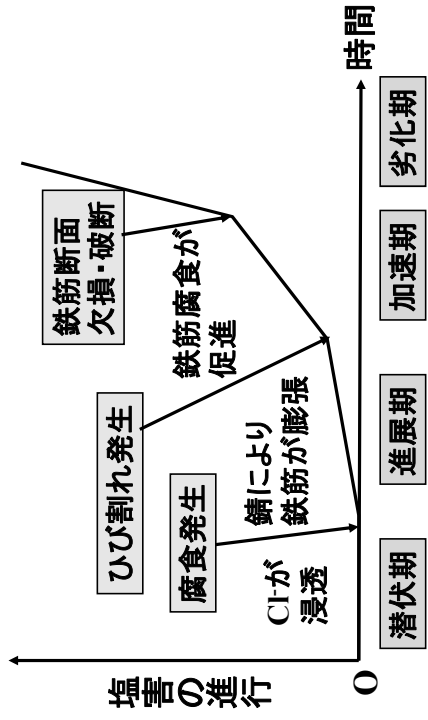 塩害の進行
鉄筋断面
欠損・破断
ひび割れ発生
腐食発生
鉄筋腐食が
促進
錆により
鉄筋が膨張
Cl-が
浸透
O
時間
潜伏期
進展期
加速期
劣化期